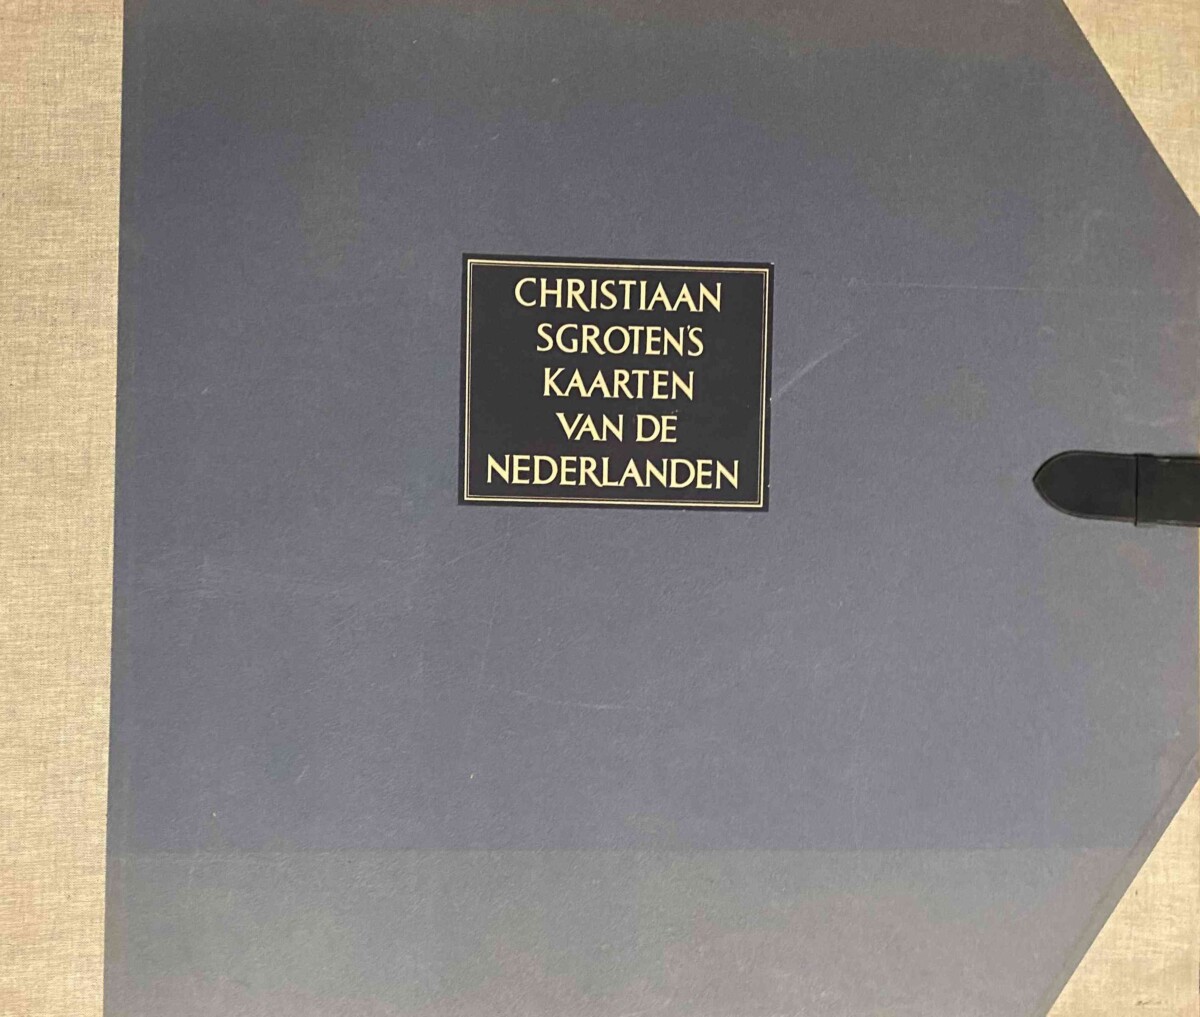 CHRISTIAAN
SGROTEN'S
KAARTEN
VAN DE
NEDERLANDEN